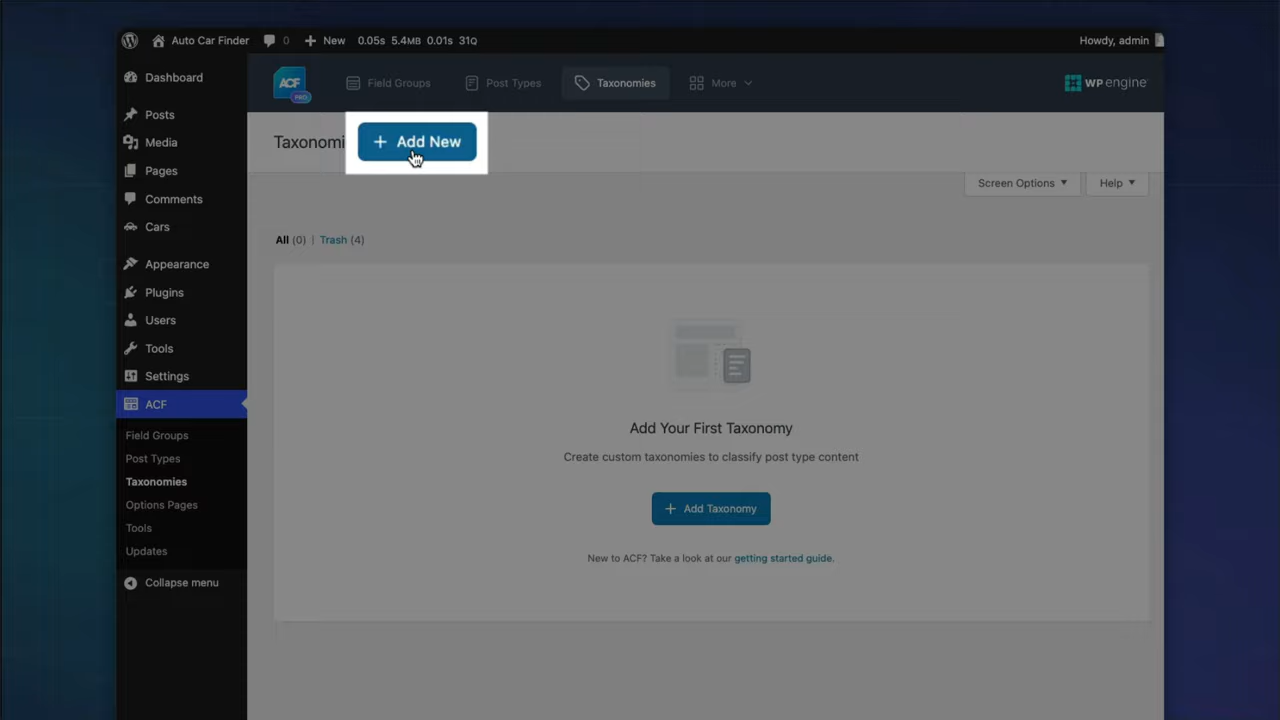 Auto Car Finder 0 + New 0.05s 5.4MB 0.01s 31Q Howdy, admin
Dashboard
Posts
Media
Pages
Comments
Cars
Appearance
Plugins
Users
Tools
Settings
ACF
Field Groups
Post Types
Taxonomies
Options Pages
Tools
Updates
Collapse menu
ACF PRO Field Groups Post Types Taxonomies More WP engine
Taxonomi + Add New
Screen Options Help
All (0) | Trash (4)
Add Your First Taxonomy
Create custom taxonomies to classify post type content
+ Add Taxonomy
New to ACF? Take a look at our getting started guide.